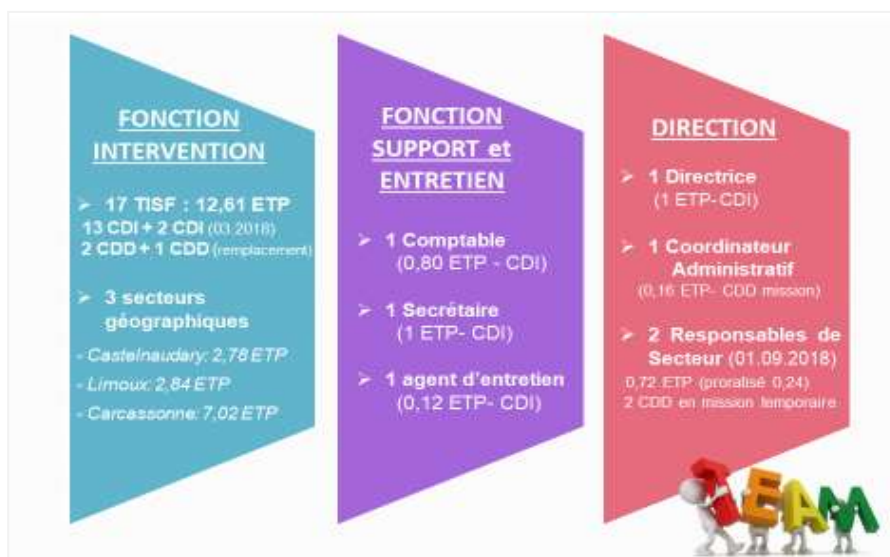 FONCTION
INTERVENTION
➢ 17 TISF : 12,61 ETP
13 CDI + 2 CDI (03.2018)
2 CDD + 1 CDD (remplacement)
➢ 3 secteurs
géographiques
- Castelnaudary: 2,78 ETP
- Limoux: 2,84 ETP
- Carcassonne: 7,02 ETP
FONCTION
SUPPORT et
ENTRETIEN
➢ 1 Comptable
(0,80 ETP - CDI)
➢ 1 Secrétaire
(1 ETP- CDI)
➢ 1 agent d'entretien
(0,12 ETP- CDI)
DIRECTION
➢ 1 Directrice
(1 ETP- CDI)
➢ 1 Coordinateur
Administratif
(0,16 ETP- CDD mission)
➢ 2 Responsables de
Secteur (01.09.2018)
0,72 ETP (proratisé 0,24)
2 CDD en mission temporaire
TEAM